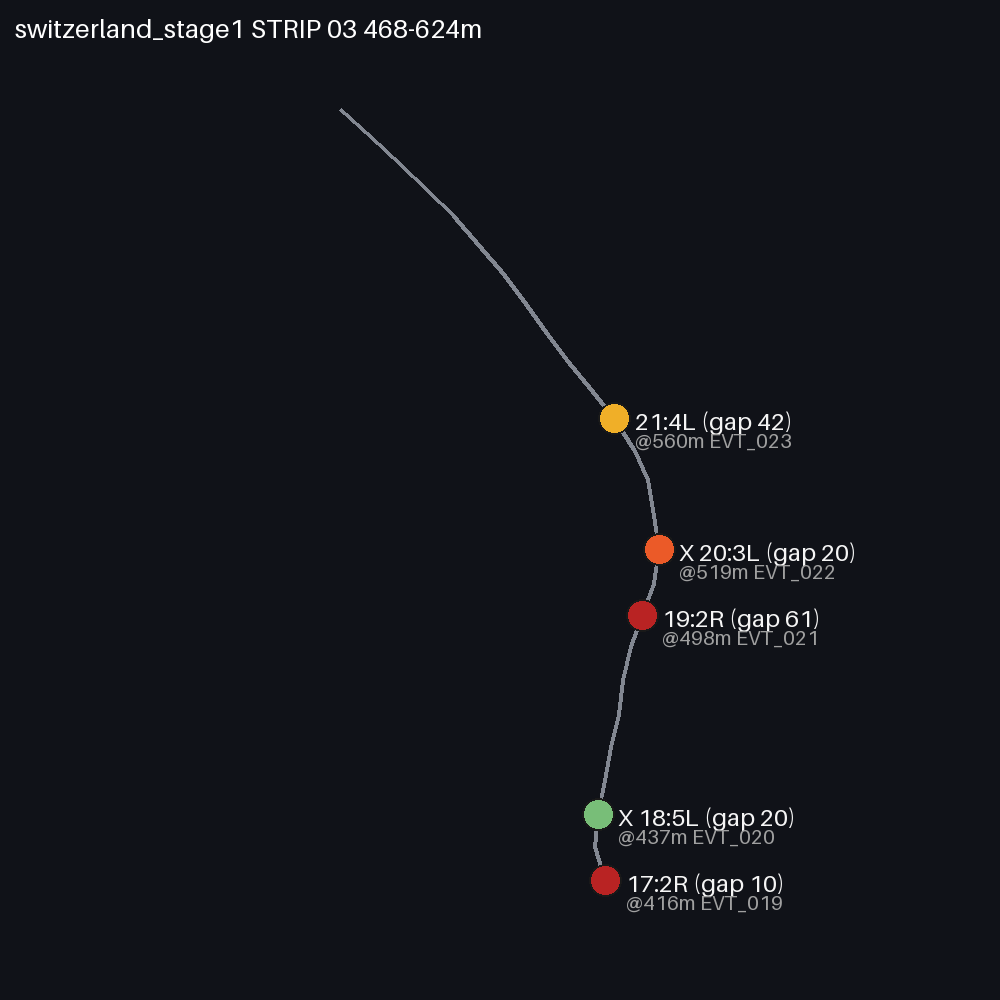 switzerland_stage1 STRIP 03 468-624m
21:4L (gap 42)
@560m EVT_023
X 20:3L (gap 20)
@519m EVT_022
19:2R (gap 61)
@498m EVT_021
X 18:5L (gap 20)
@437m EVT_020
17:2R (gap 10)
@416m EVT_019